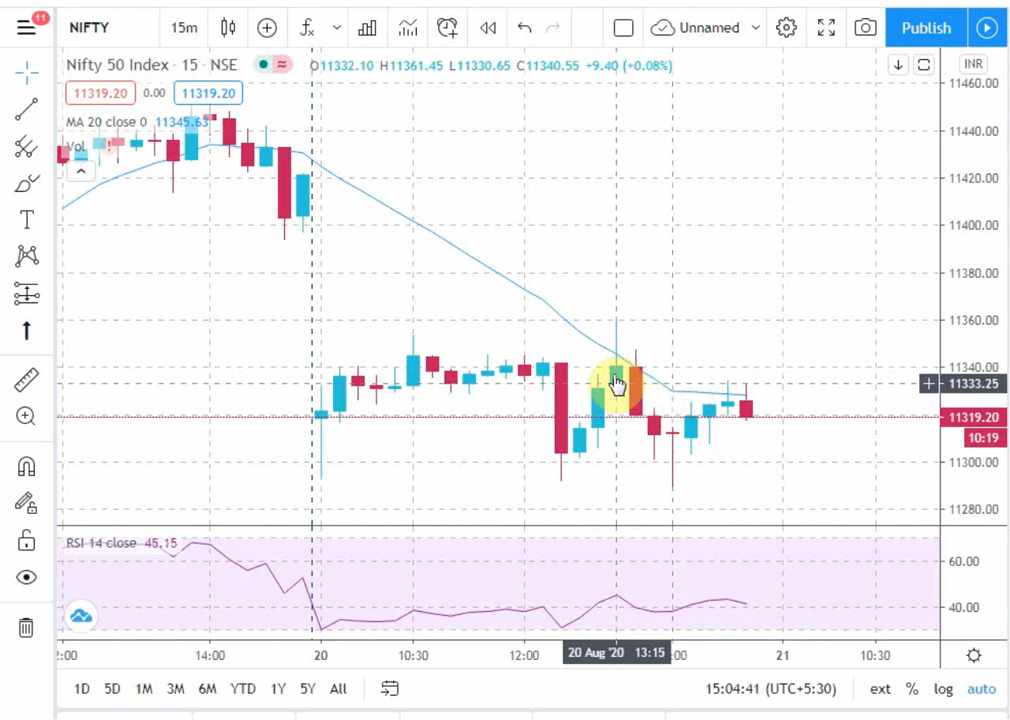 11
NIFTY 15m Unnamed Publish
Nifty 50 Index · 15 · NSE O11332.10 H11361.45 L11330.65 C11340.55 +9.40 (+0.08%) INR
11319.20 0.00 11319.20
MA 20 close 0 11345.63
Vol
11460.00
11440.00
11420.00
11400.00
11380.00
11360.00
11340.00
11333.25
11319.20
10:19
11300.00
11280.00
RSI 14 close 45.15
60.00
40.00
2:00 14:00 20 10:30 12:00 20 Aug '20 13:15 :00 21 10:30
1D 5D 1M 3M 6M YTD 1Y 5Y All 15:04:41 (UTC+5:30) ext % log auto